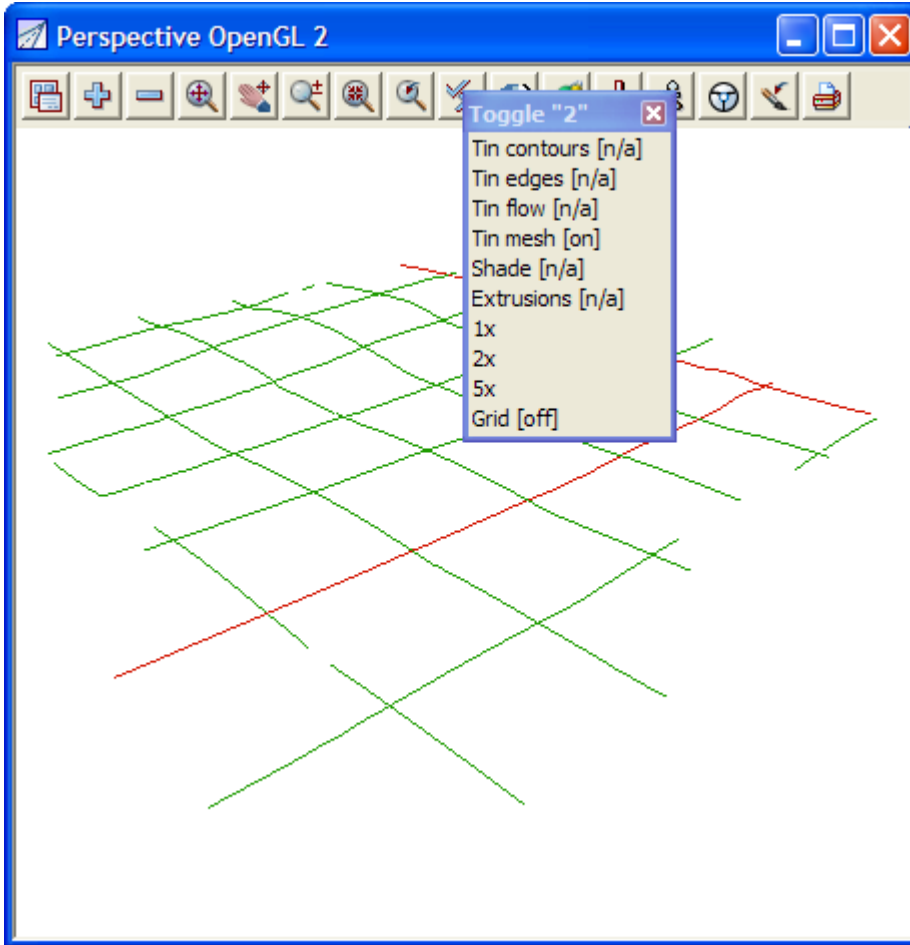 Perspective OpenGL 2
Toggle "2"
Tin contours [n/a]
Tin edges [n/a]
Tin flow [n/a]
Tin mesh [on]
Shade [n/a]
Extrusions [n/a]
1x
2x
5x
Grid [off]